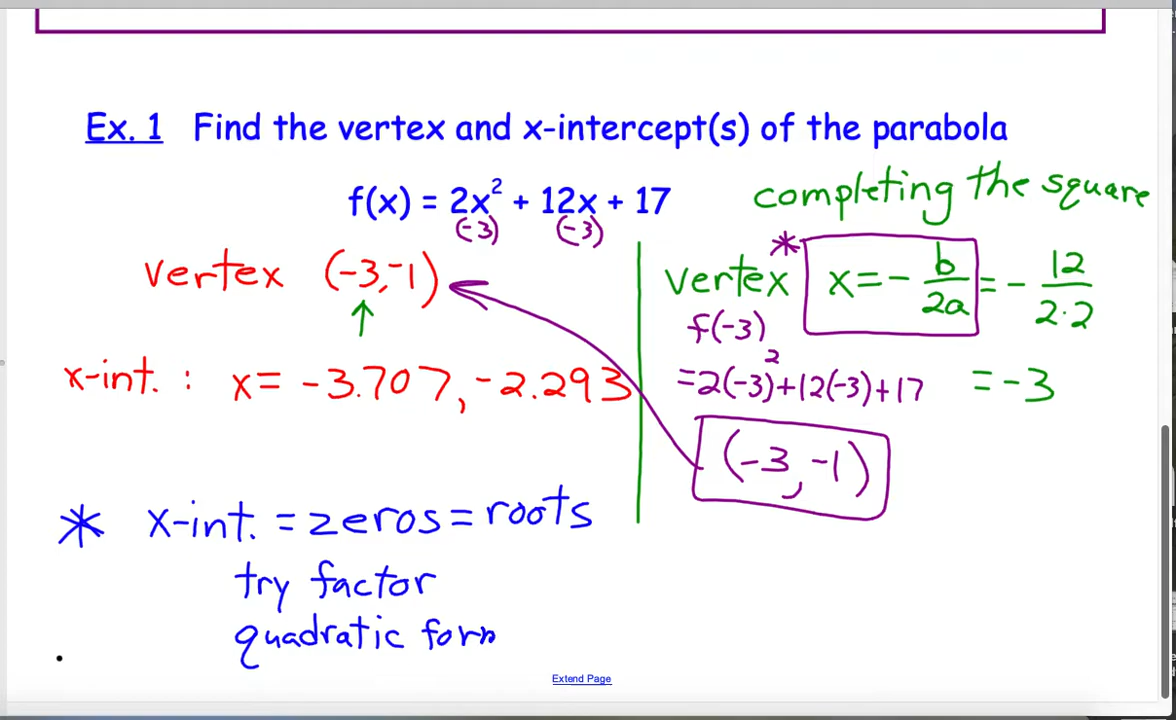 Ex. 1 Find the vertex and x-intercept(s) of the parabola
f(x) = 2x² + 12x + 17
(-3) (-3)
completing the square
vertex (-3,-1)
x-int. : x= -3.707, -2.293
vertex * x = - b/2a = - 12/2·2
f(-3)
=2(-3)²+12(-3)+17 = -3
(-3, -1)
* x-int. = zeros = roots
try factor
quadratic form
Extend Page